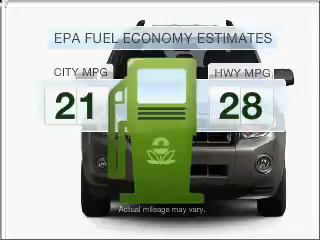 EPA FUEL ECONOMY ESTIMATES
CITY MPG HWY MPG
21 28
Actual mileage may vary.